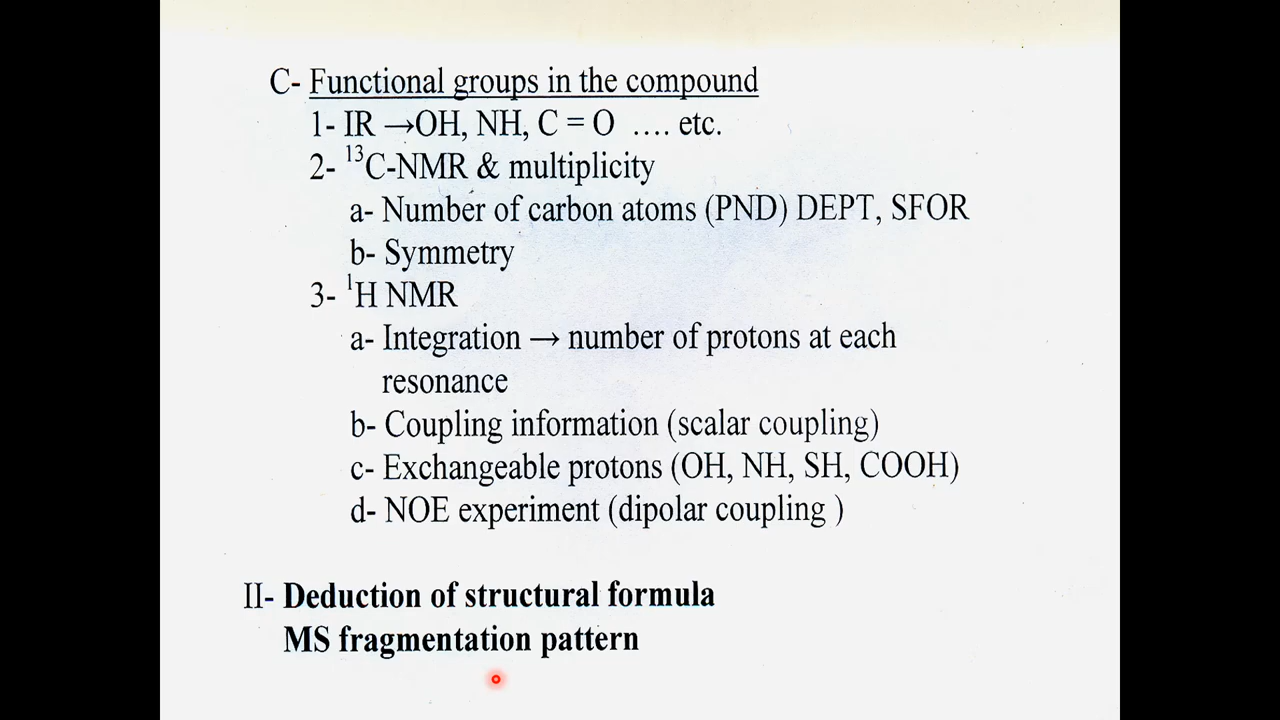 C- Functional groups in the compound
1- IR →OH, NH, C = O .... etc.
2- ¹³C-NMR & multiplicity
a- Number of carbon atoms (PND) DEPT, SFOR
b- Symmetry
3- ¹H NMR
a- Integration → number of protons at each
resonance
b- Coupling information (scalar coupling)
c- Exchangeable protons (OH, NH, SH, COOH)
d- NOE experiment (dipolar coupling )
II- Deduction of structural formula
MS fragmentation pattern